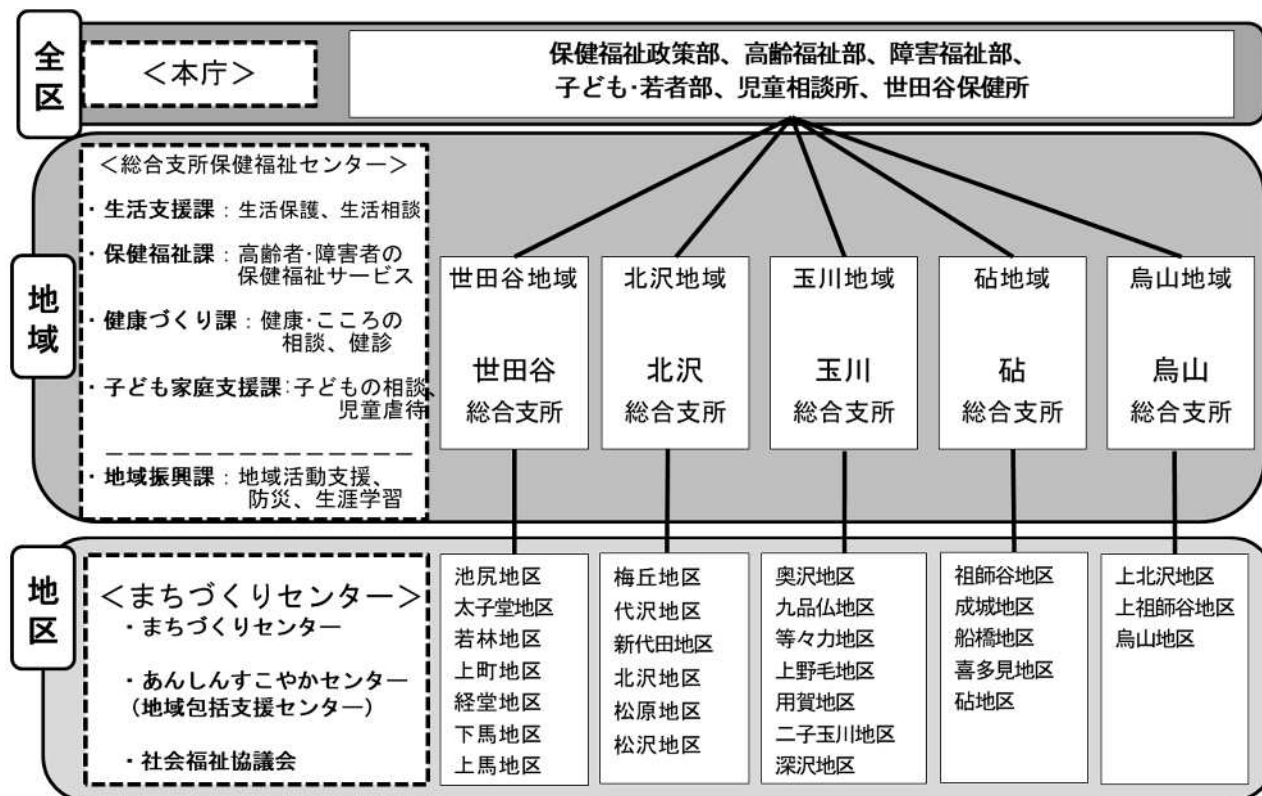 全区
＜本庁＞
保健福祉政策部、高齢福祉部、障害福祉部、
子ども・若者部、児童相談所、世田谷保健所
地域
＜総合支所保健福祉センター＞
・生活支援課：生活保護、生活相談
・保健福祉課：高齢者・障害者の
保健福祉サービス
・健康づくり課：健康・こころの
相談、健診
・子ども家庭支援課：子どもの相談、
児童虐待
・地域振興課：地域活動支援、
防災、生涯学習
世田谷地域
世田谷
総合支所
北沢地域
北沢
総合支所
玉川地域
玉川
総合支所
砧地域
砧
総合支所
烏山地域
烏山
総合支所
地区
＜まちづくりセンター＞
・まちづくりセンター
・あんしんすこやかセンター
（地域包括支援センター）
・社会福祉協議会
池尻地区
太子堂地区
若林地区
上町地区
経堂地区
下馬地区
上馬地区
梅丘地区
代沢地区
新代田地区
北沢地区
松原地区
松沢地区
奥沢地区
九品仏地区
等々力地区
上野毛地区
用賀地区
二子玉川地区
深沢地区
祖師谷地区
成城地区
船橋地区
喜多見地区
砧地区
上北沢地区
上祖師谷地区
烏山地区